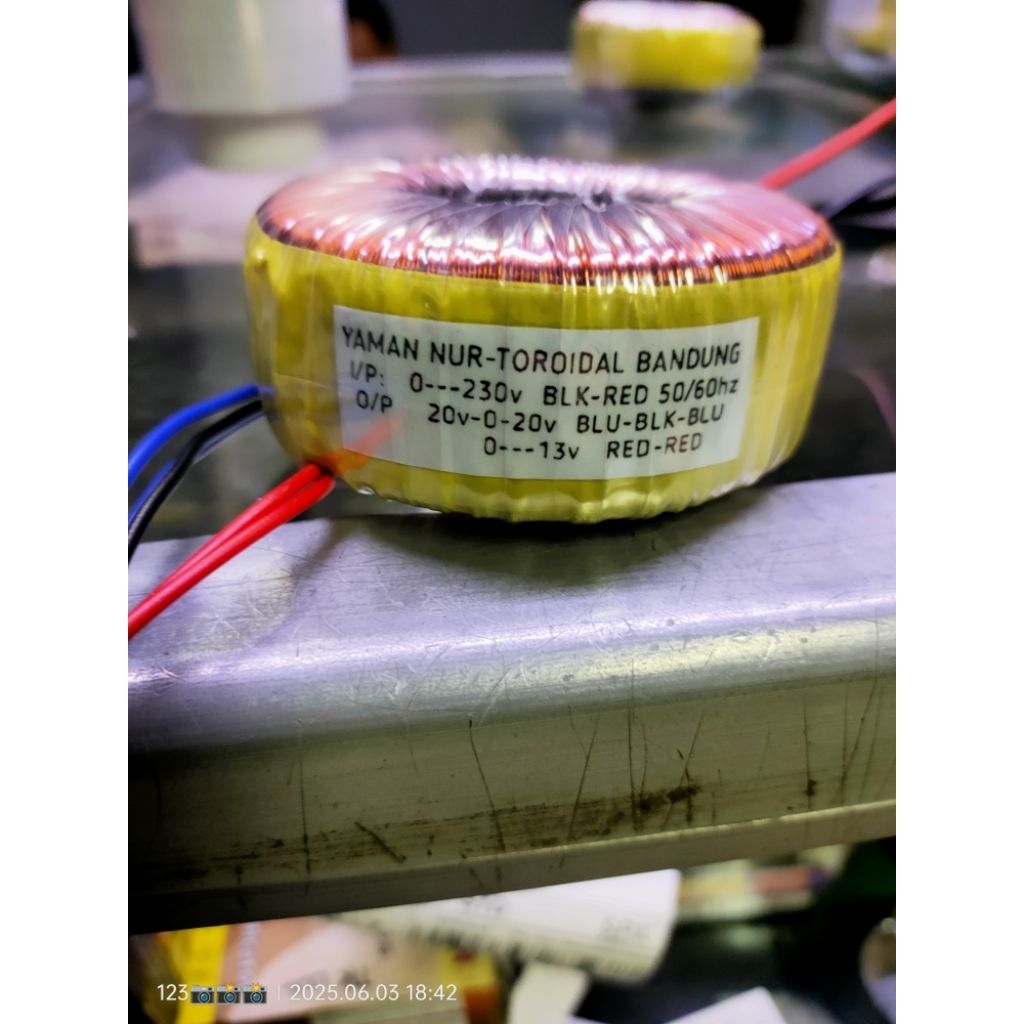 YAMAN NUR-TOROIDAL BANDUNG
I/P: 0---230v BLK-RED 50/60hz
O/P 20v-0-20v BLU-BLK-BLU
0---13v RED-RED
123📷📷📷 | 2025.06.03 18:42